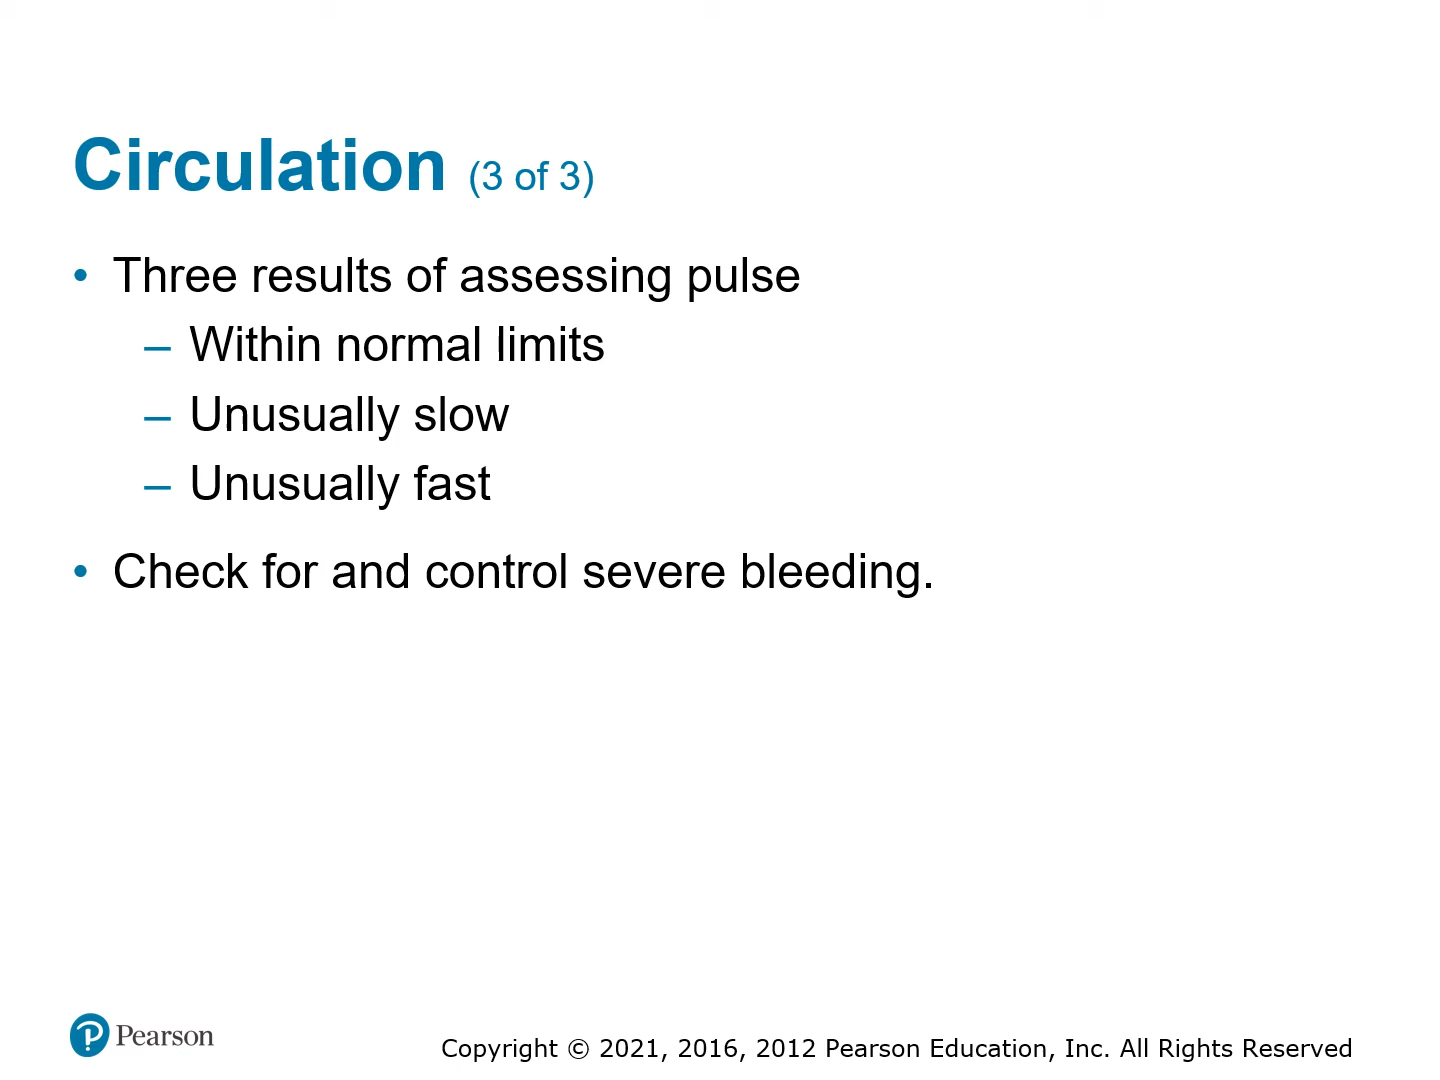 Circulation (3 of 3)
• Three results of assessing pulse
– Within normal limits
– Unusually slow
– Unusually fast
• Check for and control severe bleeding.
Pearson
Copyright © 2021, 2016, 2012 Pearson Education, Inc. All Rights Reserved